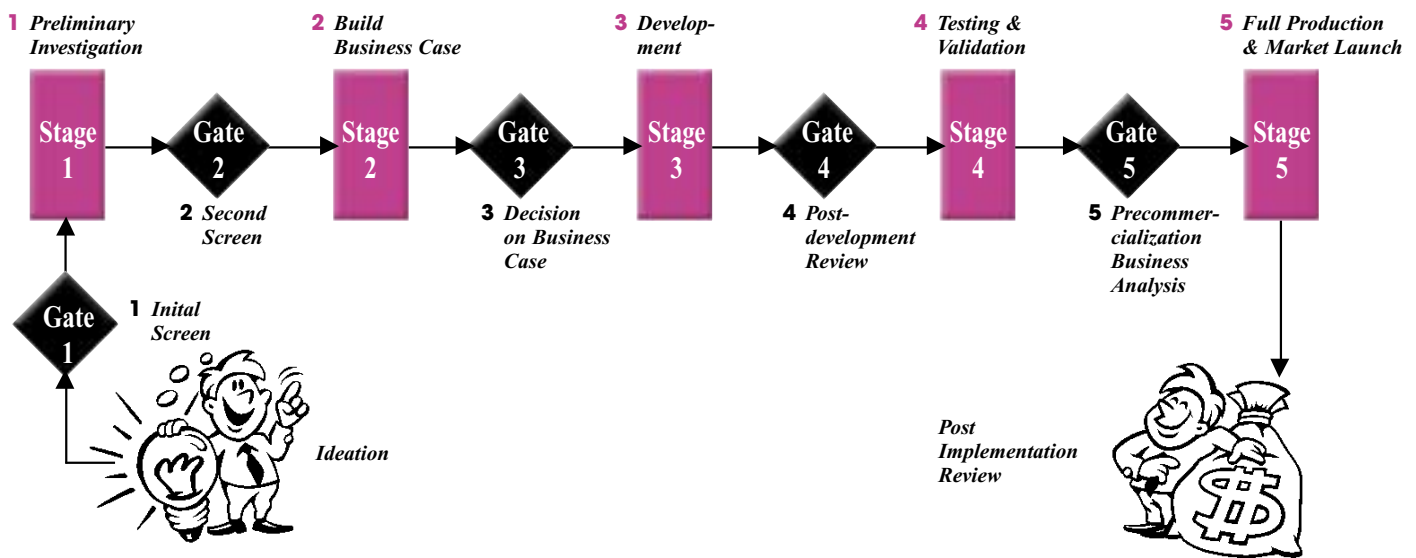 1 Preliminary
Investigation
2 Build
Business Case
3 Develop-
ment
4 Testing &
Validation
5 Full Production
& Market Launch
Stage
1
Gate
2
Stage
2
Gate
3
Stage
3
Gate
4
Stage
4
Gate
5
Stage
5
2 Second
Screen
3 Decision
on Business
Case
4 Post-
development
Review
5 Precommer-
cialization
Business
Analysis
Gate
1
1 Inital
Screen
Ideation
Post
Implementation
Review
$